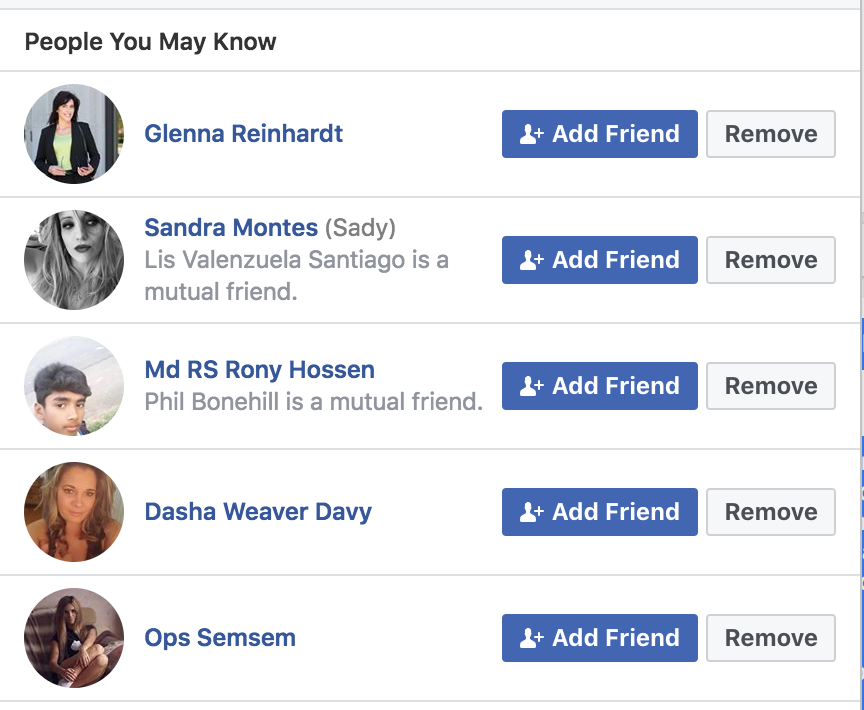 People You May Know
Glenna Reinhardt
Add Friend
Remove
Sandra Montes (Sady)
Lis Valenzuela Santiago is a
mutual friend.
Add Friend
Remove
Md RS Rony Hossen
Phil Bonehill is a mutual friend.
Add Friend
Remove
Dasha Weaver Davy
Add Friend
Remove
Ops Semsem
Add Friend
Remove